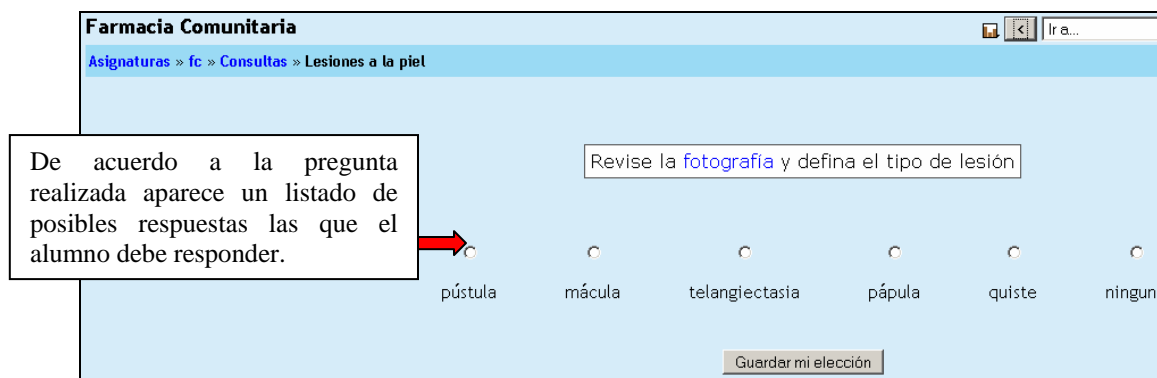 Farmacia Comunitaria
< Ir a...
Asignaturas » fc » Consultas » Lesiones a la piel
De acuerdo a la pregunta
realizada aparece un listado de
posibles respuestas las que el
alumno debe responder.
Revise la fotografía y defina el tipo de lesión
pústula mácula telangiectasia pápula quiste ningun
Guardar mi elección